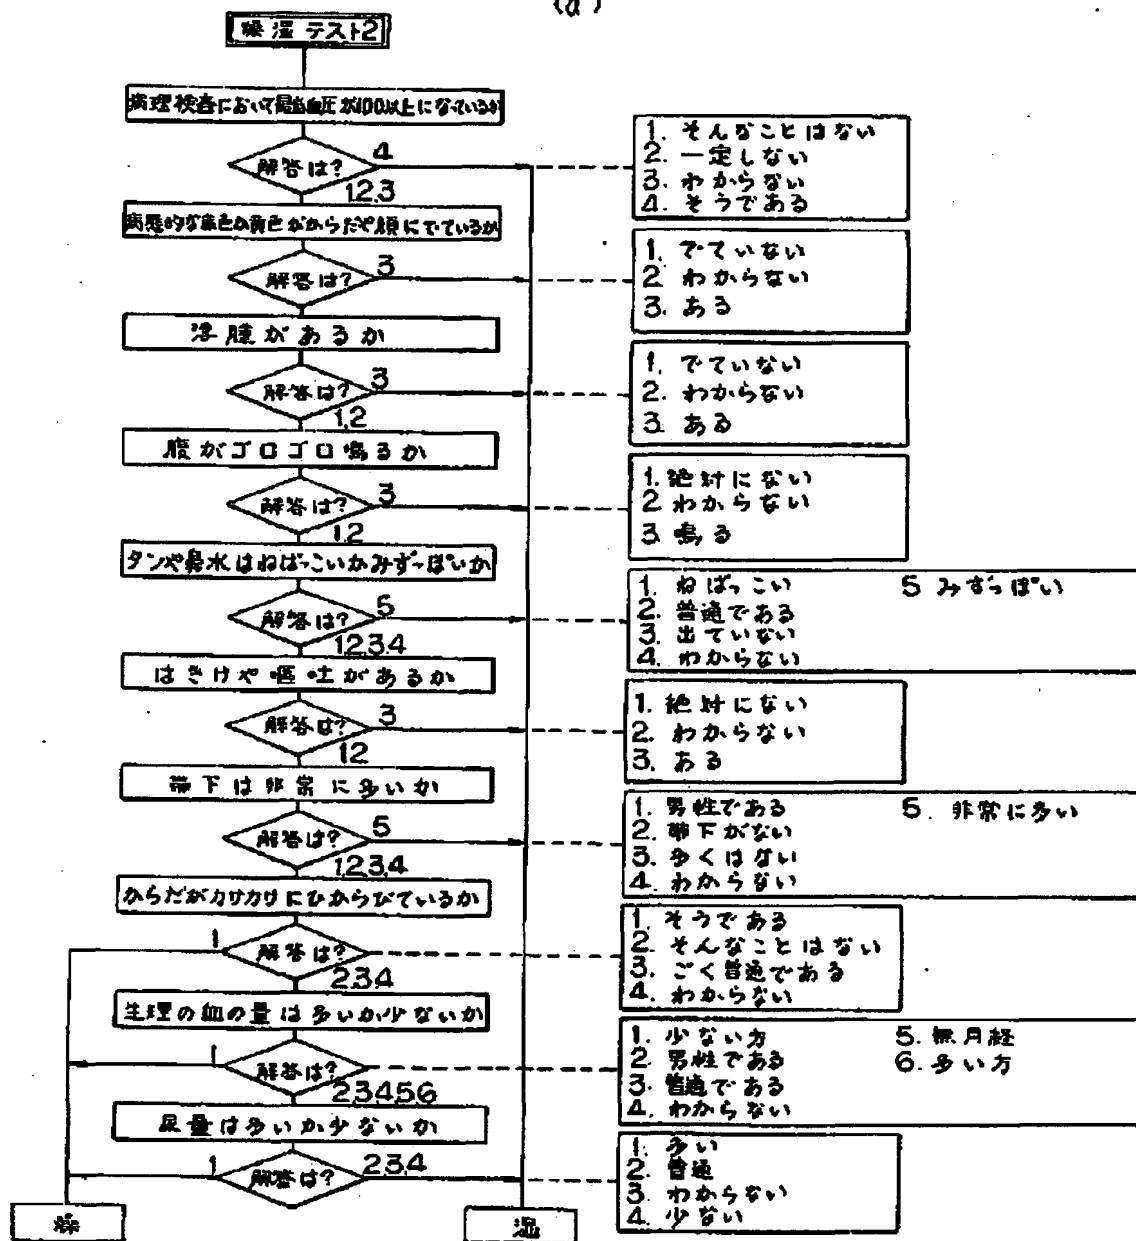 (a)
燥湿テスト2
病理検査において最低血圧が100以上になっているか
解答は?
4
1,2,3
1. そんなことはない
2. 一定しない
3. わからない
4. そうである
病態的な黄色がからだや顔にでているか
解答は?
3
1. でていない
2. わからない
3. ある
浮腫があるか
解答は?
3
1,2
1. でていない
2. わからない
3. ある
腹がゴロゴロ鳴るか
解答は?
3
1,2
1. 絶対にない
2. わからない
3. 鳴る
タンや鼻水はねばっこいかみずっぽいか
解答は?
5
1,2,3,4
1. ねばっこい
2. 普通である
3. 出ていない
4. わからない
5. みずっぽい
はきけや嘔吐があるか
解答は?
3
1,2
1. 絶対にない
2. わからない
3. ある
帯下は非常に多いか
解答は?
5
1,2,3,4
1. 男性である
2. 帯下がない
3. 多くはない
4. わからない
5. 非常に多い
からだがカサカサにひからびているか
解答は?
1
2,3,4
1. そうである
2. そんなことはない
3. ごく普通である
4. わからない
生理の血の量は多いか少ないか
解答は?
1
2,3,4,5,6
1. 少ない方
2. 男性である
3. 普通である
4. わからない
5. 無月経
6. 多い方
尿量は多いか少ないか
解答は?
1
2,3,4
1. 多い
2. 普通
3. わからない
4. 少ない
燥
湿